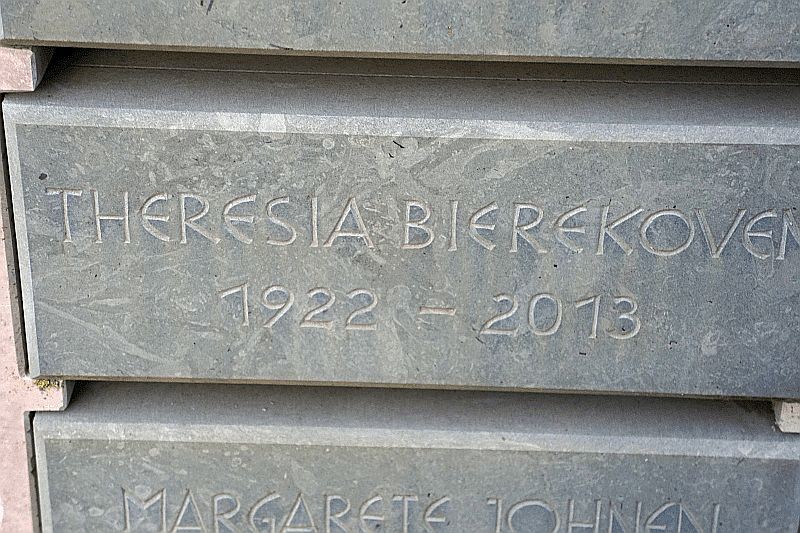 THERESIA BIEREKOVEN
1922 – 2013
MARGARETE JOHNEN